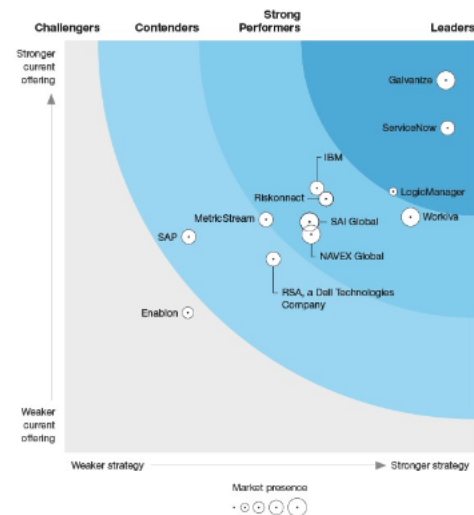 Challengers
Contenders
Strong
Performers
Leaders
Stronger
current
offering
Galvanize
ServiceNow
IBM
Riskonnect
LogicManager
MetricStream
SAI Global
Workiva
SAP
NAVEX Global
RSA, a Dell Technologies
Company
Enablon
Weaker
current
offering
Weaker strategy
Stronger strategy
Market presence